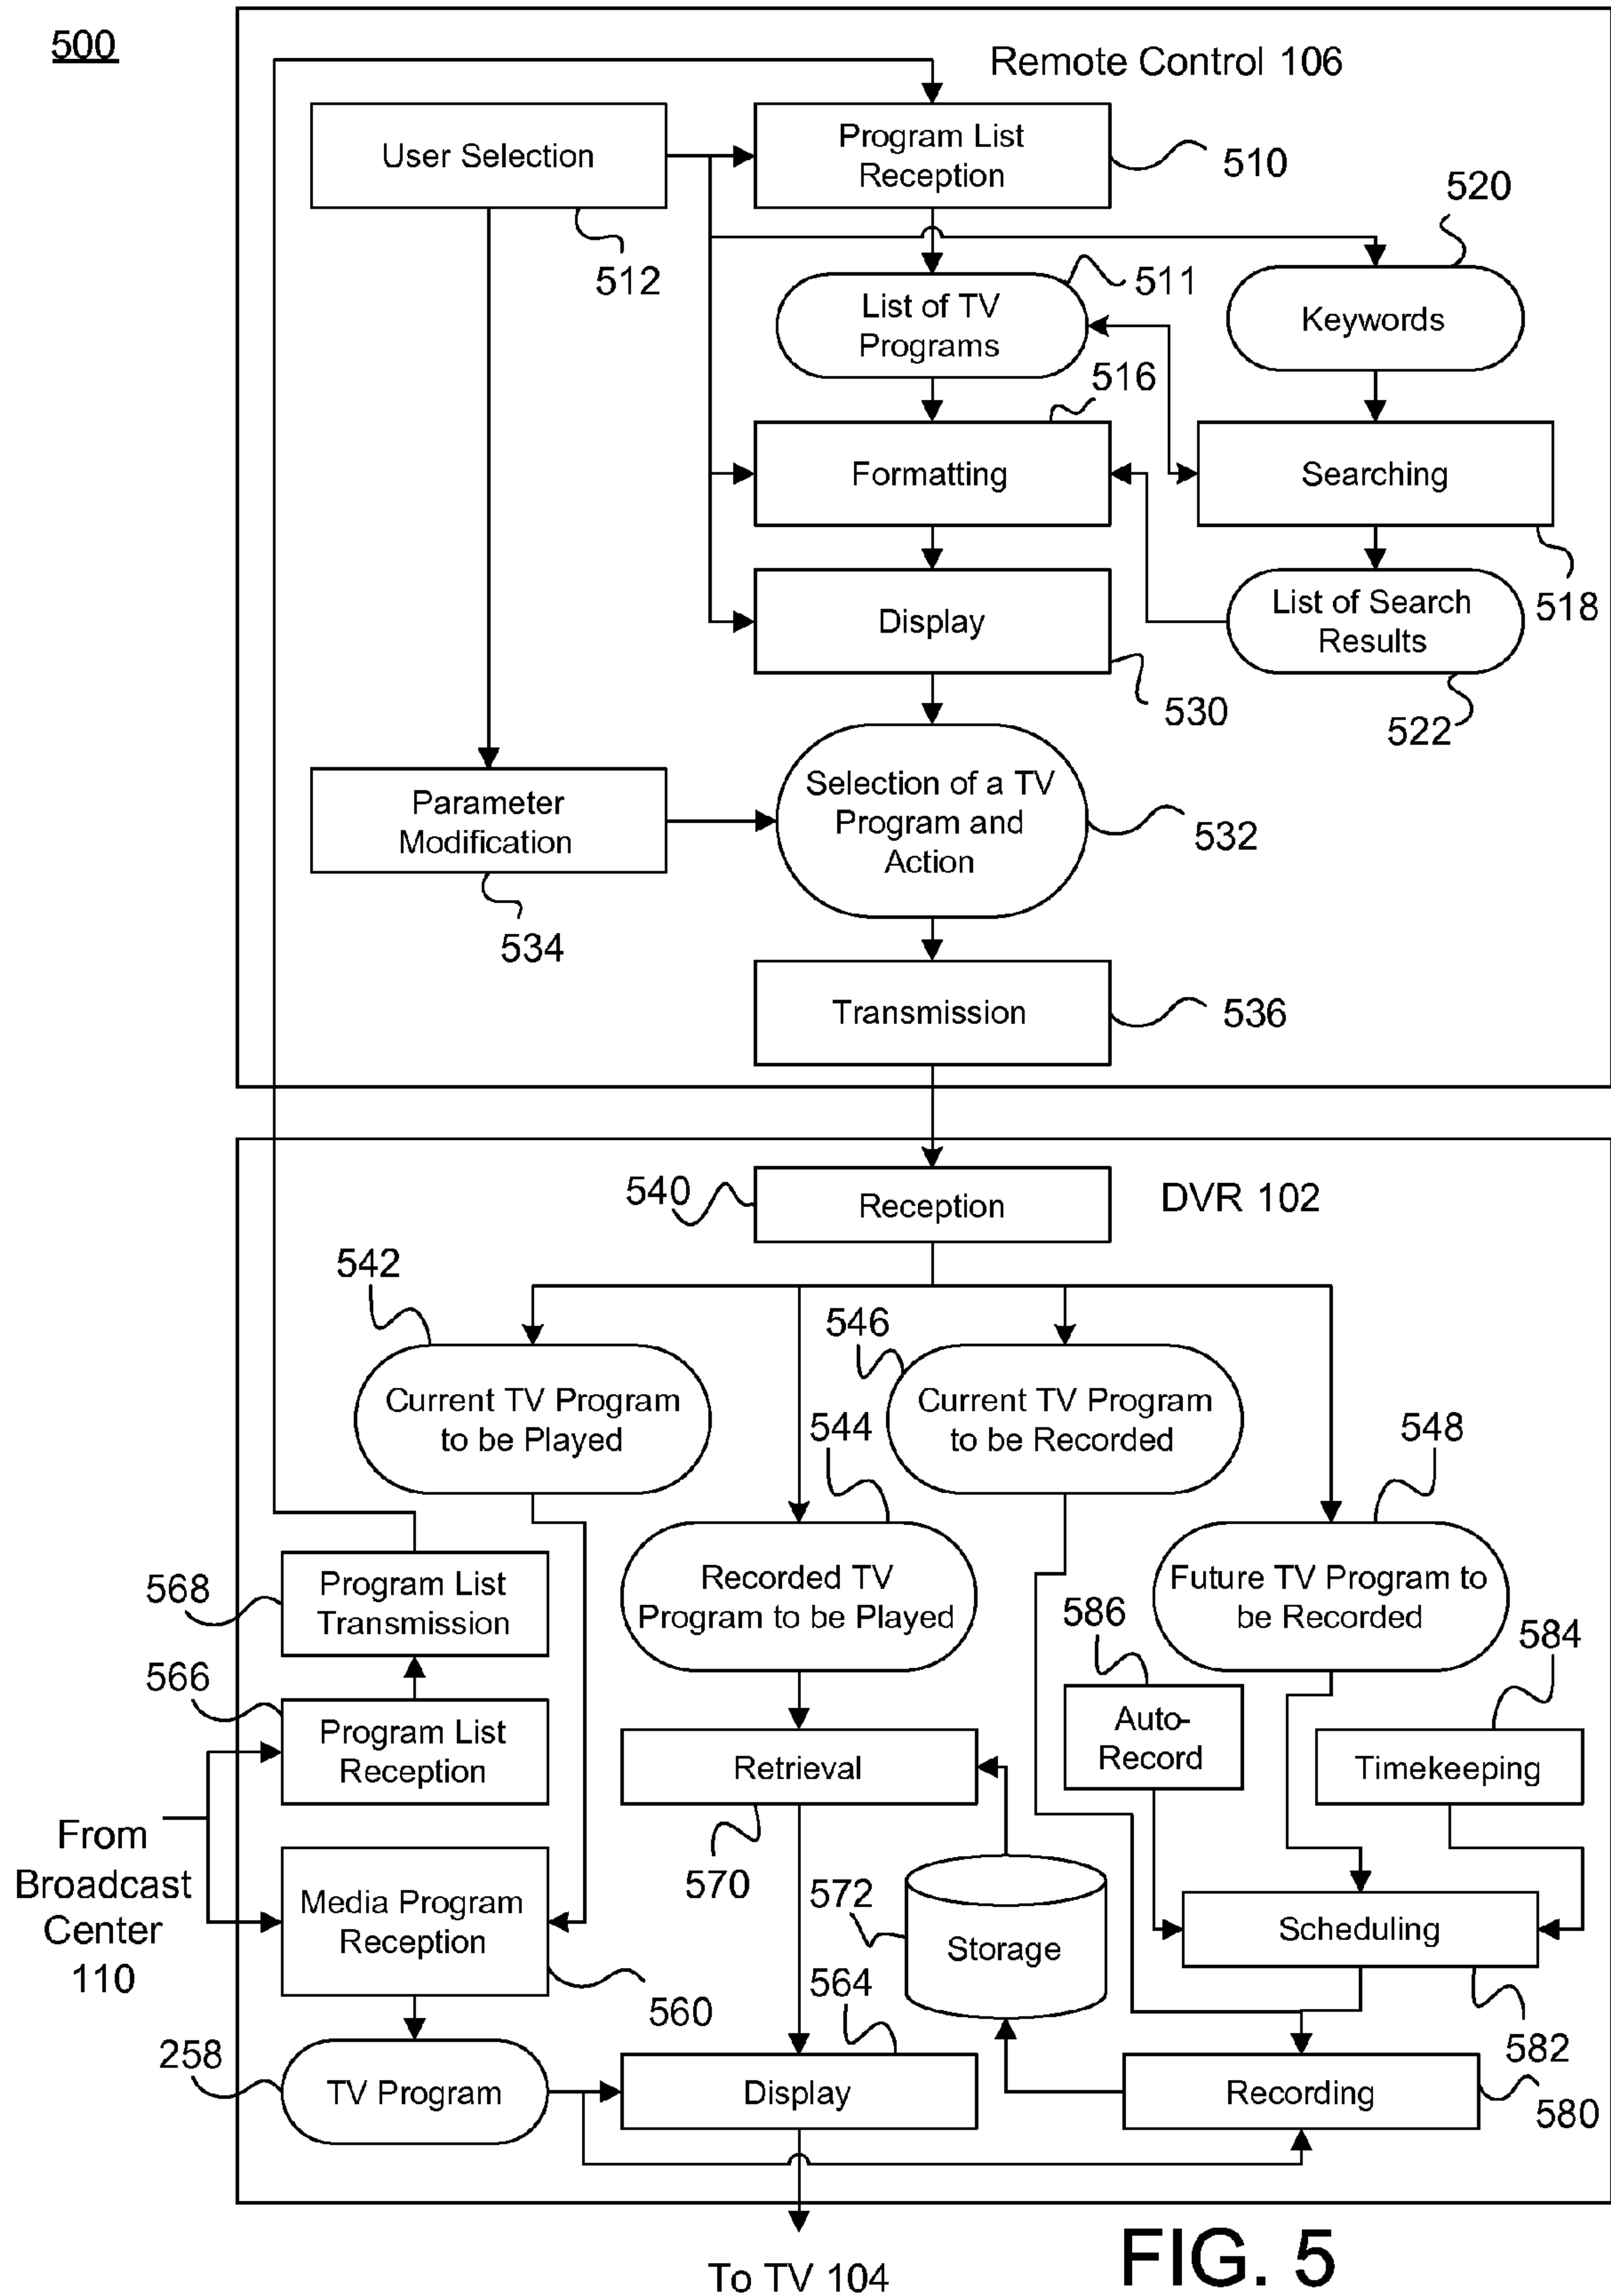 500
Remote Control 106
User Selection
512
Program List
Reception
510
520
List of TV
Programs
511
Keywords
516
Formatting
Searching
518
Display
530
List of Search
Results
522
Parameter
Modification
534
Selection of a TV
Program and
Action
532
Transmission
536
540
Reception
DVR 102
542
Current TV Program
to be Played
546
Current TV Program
to be Recorded
544
Recorded TV
Program to be Played
548
Future TV Program to
be Recorded
568
Program List
Transmission
566
Program List
Reception
586
Auto-
Record
584
Timekeeping
Retrieval
570
From
Broadcast
Center
110
Media Program
Reception
560
572
Storage
Scheduling
582
258
TV Program
564
Display
Recording
580
To TV 104
FIG. 5